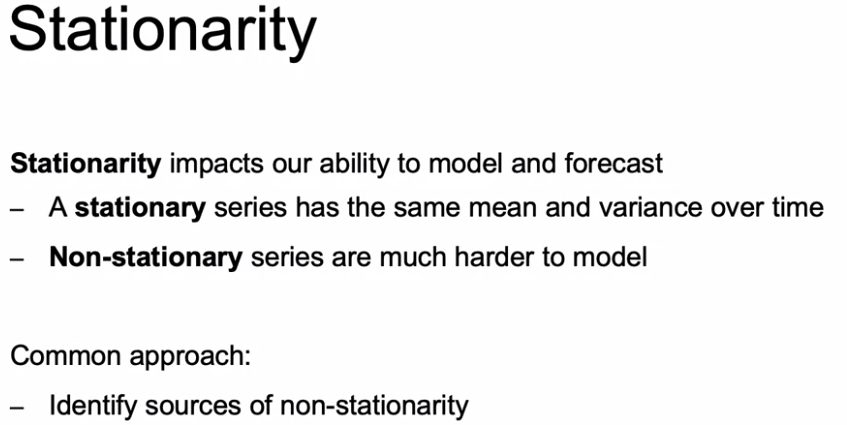 Stationarity
Stationarity impacts our ability to model and forecast
– A stationary series has the same mean and variance over time
– Non-stationary series are much harder to model
Common approach:
– Identify sources of non-stationarity